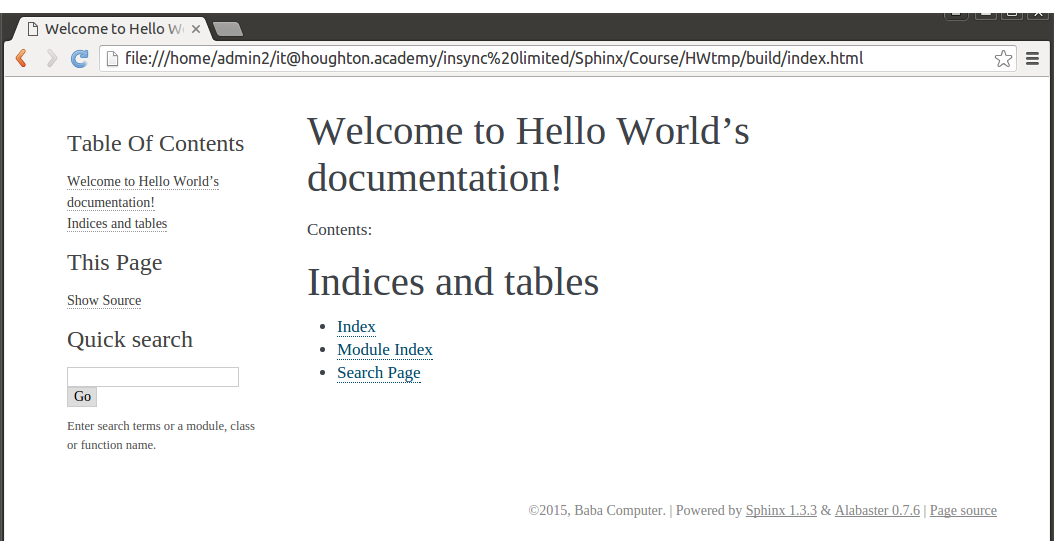 Welcome to Hello W
file:///home/admin2/it@houghton.academy/insync%20limited/Sphinx/Course/HWtmp/build/index.html
Table Of Contents
Welcome to Hello World’s
documentation!
Indices and tables
This Page
Show Source
Quick search
Go
Enter search terms or a module, class
or function name.
Welcome to Hello World’s
documentation!
Contents:
Indices and tables
Index
Module Index
Search Page
©2015, Baba Computer. | Powered by Sphinx 1.3.3 & Alabaster 0.7.6 | Page source